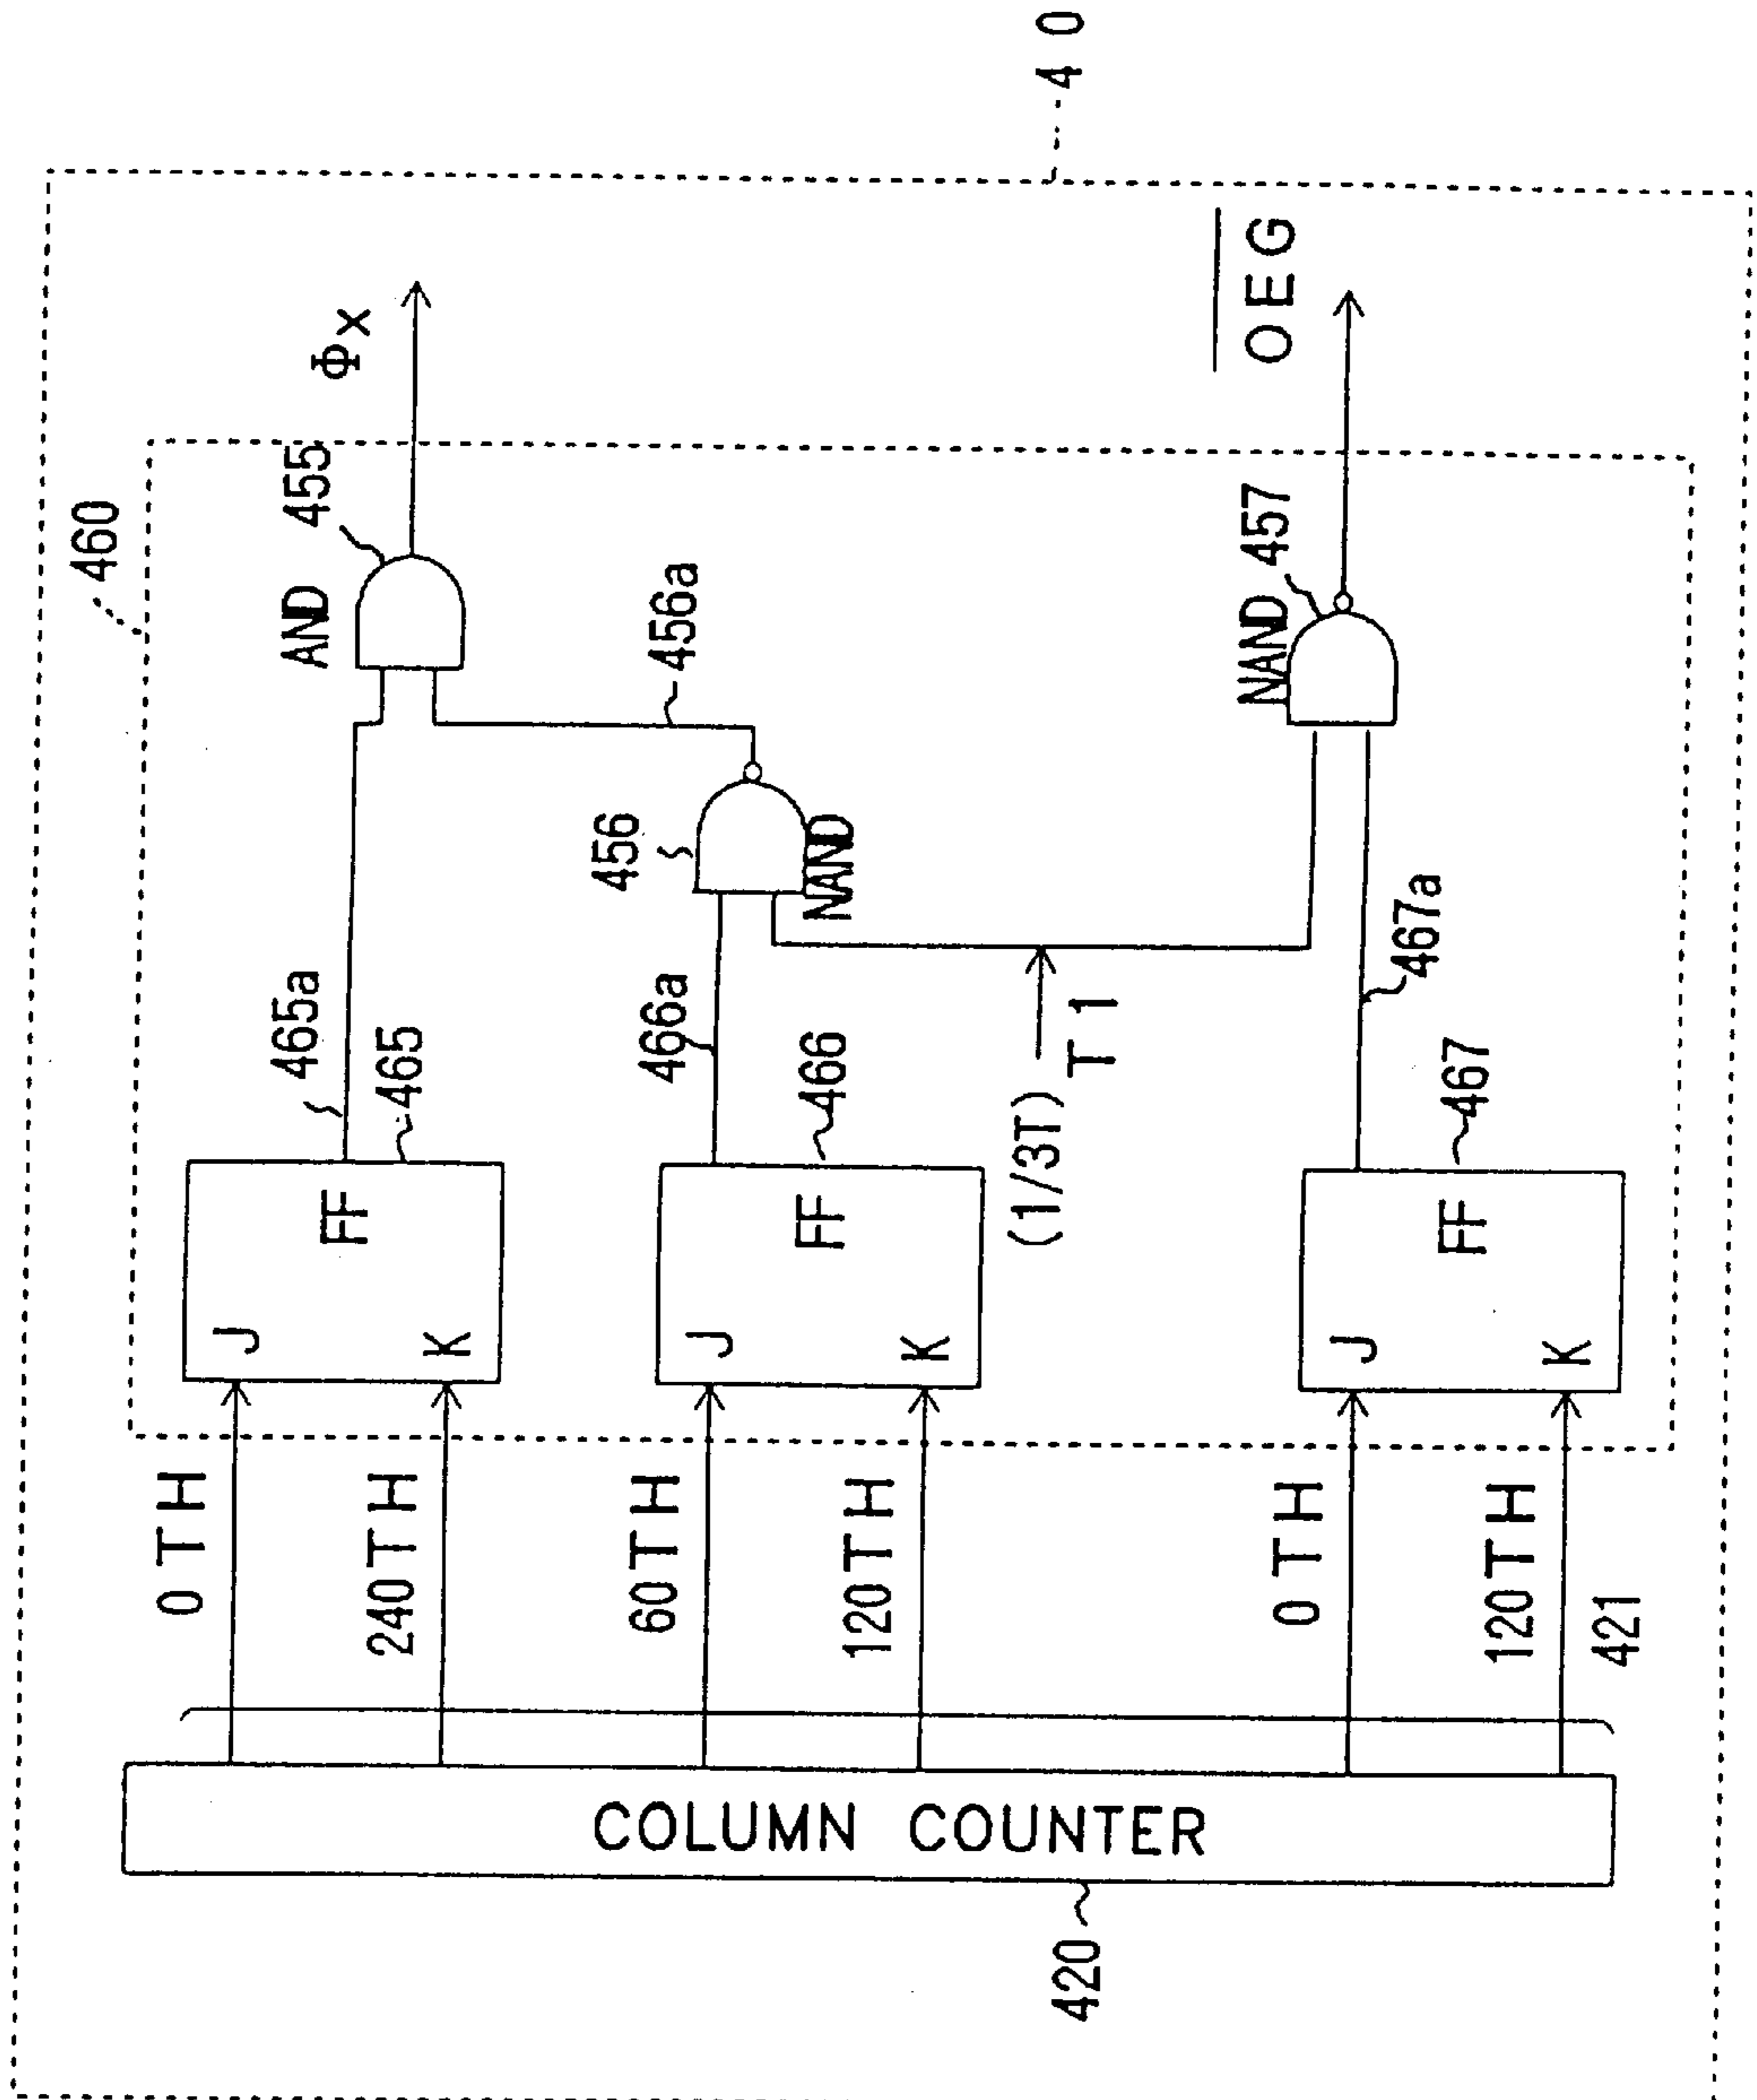 40
460
Φx
OEG
AND 455
456a
456
NAND
NAND 457
465a
465
466a
466
(1/3T)
T1
467a
467
FF
J
K
FF
J
K
FF
J
K
0TH
240TH
60TH
120TH
0TH
120TH
421
COLUMN COUNTER
420